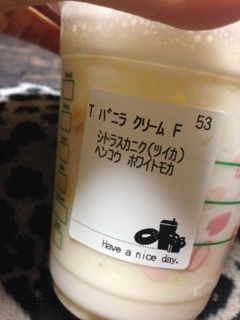 T バニラ クリーム F 53
シトラスカニク(ツイカ)
ヘンコウ ホワイトモカ
Have a nice day.